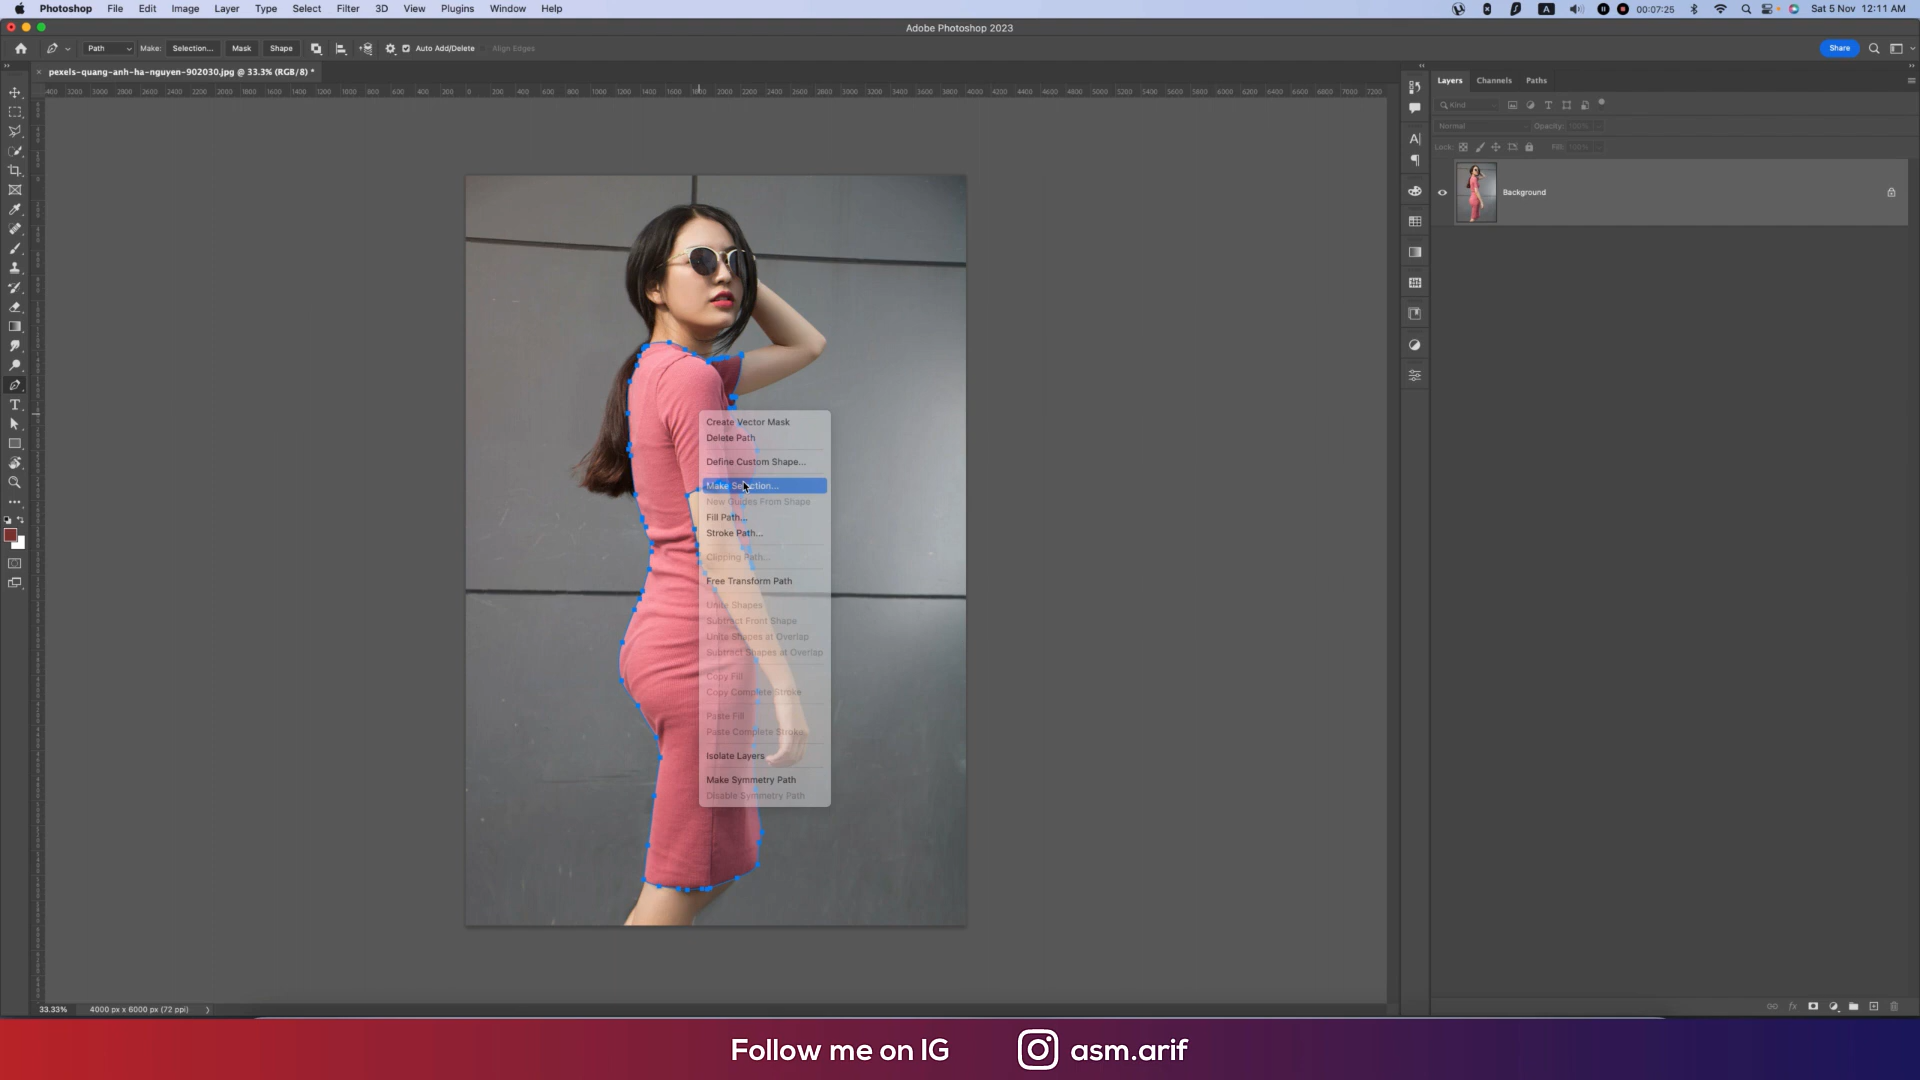 Photoshop File Edit Image Layer Type Select Filter 3D View Plugins Window Help
A 00:07:25 Sat 5 Nov 12:11 AM
Adobe Photoshop 2023
Path Make: Selection... Mask Shape Auto Add/Delete Align Edges Share
pexels-quang-anh-ha-nguyen-902030.jpg @ 33.3% (RGB/8) *
Layers Channels Paths
Kind
Normal Opacity: 100%
Lock: Fill: 100%
Background
Create Vector Mask
Delete Path
Define Custom Shape...
Make Selection...
New Guides From Shape
Fill Path...
Stroke Path...
Clipping Path...
Free Transform Path
Unite Shapes
Subtract Front Shape
Unite Shapes at Overlap
Subtract Shapes at Overlap
Copy Fill
Copy Complete Stroke
Paste Fill
Paste Complete Stroke
Isolate Layers
Make Symmetry Path
Disable Symmetry Path
33.33% 4000 px x 6000 px (72 ppi)
Follow me on IG asm.arif